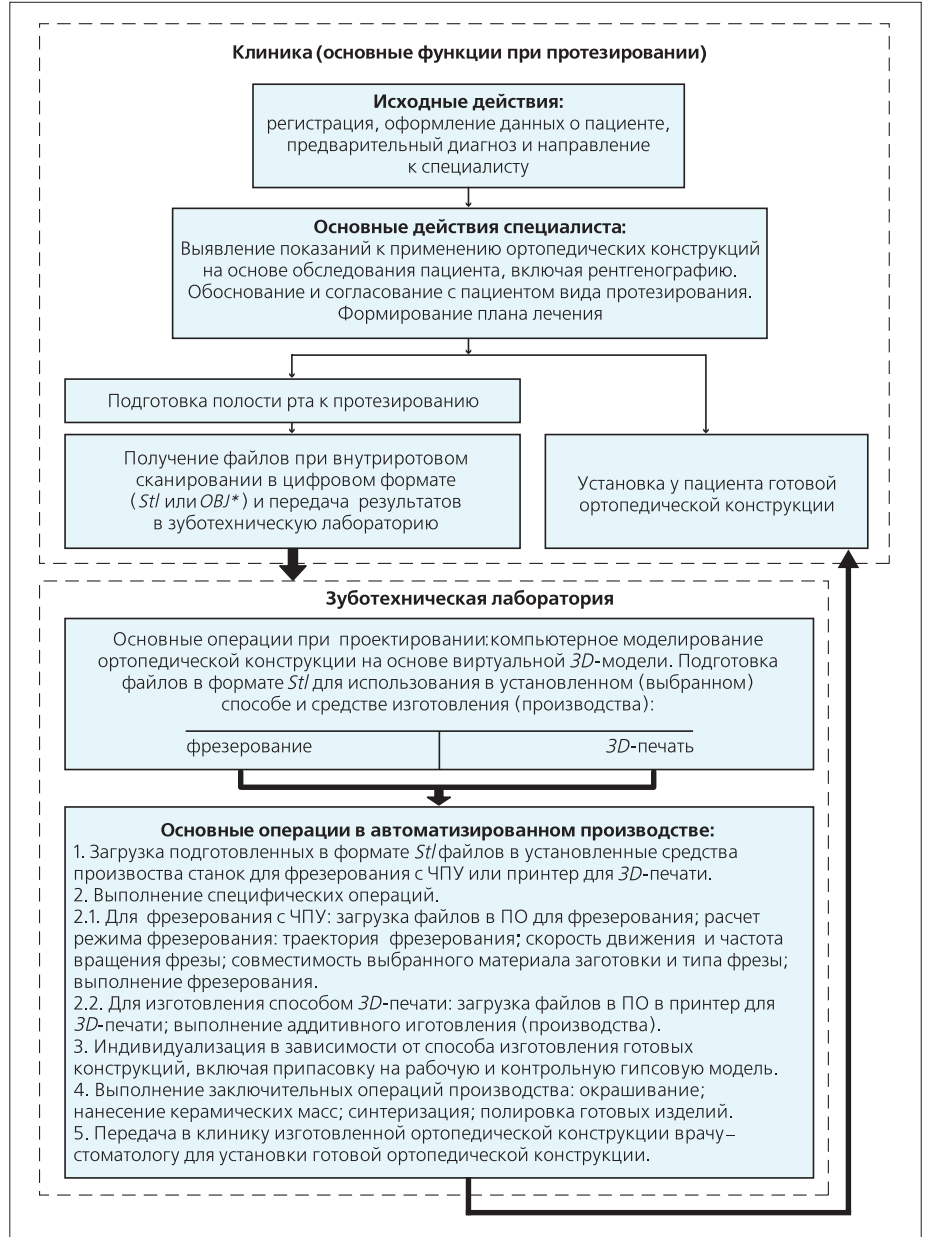 Клиника (основные функции при протезировании)
Исходные действия:
регистрация, оформление данных о пациенте,
предварительный диагноз и направление
к специалисту
Основные действия специалиста:
Выявление показаний к применению ортопедических конструкций
на основе обследования пациента, включая рентгенографию.
Обоснование и согласование с пациентом вида протезирования.
Формирование плана лечения
Подготовка полости рта к протезированию
Получение файлов при внутриротовом
сканировании в цифровом формате
(Stl или OBJ*) и передача результатов
в зуботехническую лабораторию
Установка у пациента готовой
ортопедической конструкции
Зуботехническая лаборатория
Основные операции при проектировании:компьютерное моделирование
ортопедической конструкции на основе виртуальной 3D-модели. Подготовка
файлов в формате Stl для использования в установленном (выбранном)
способе и средстве изготовления (производства):
фрезерование
3D-печать
Основные операции в автоматизированном производстве:
1. Загрузка подготовленных в формате Stl файлов в установленные средства
произвоства станок для фрезерования с ЧПУ или принтер для 3D-печати.
2. Выполнение специфических операций.
2.1. Для фрезерования с ЧПУ: загрузка файлов в ПО для фрезерования; расчет
режима фрезерования: траектория фрезерования; скорость движения и частота
вращения фрезы; совместимость выбранного материала заготовки и типа фрезы;
выполнение фрезерования.
2.2. Для изготовления способом 3D-печати: загрузка файлов в ПО в принтер для
3D-печати; выполнение аддитивного иготовления (производства).
3. Индивидуализация в зависимости от способа изготовления готовых
конструкций, включая припасовку на рабочую и контрольную гипсовую модель.
4. Выполнение заключительных операций производства: окрашивание;
нанесение керамических масс; синтеризация; полировка готовых изделий.
5. Передача в клинику изготовленной ортопедической конструкции врачу–
стоматологу для установки готовой ортопедической конструкции.